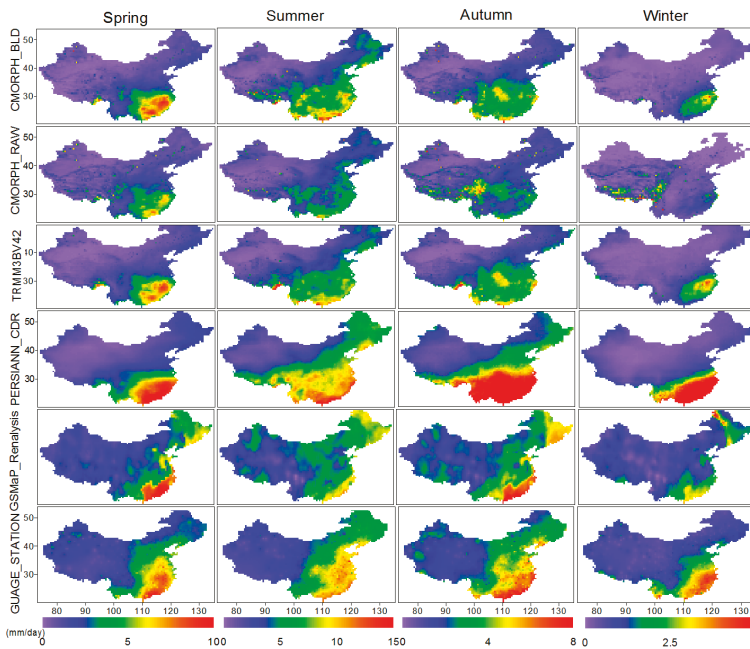 Spring Summer Autumn Winter
CMORPH_BLD
50
40
30
CMORPH_RAW
50
40
30
TRMM3BV42
10
30
PERSIANN_CDR
50
40
30
GSMaP_Renalysis
GUAGE_STATION
50
40
30
80 90 100 110 120 130 80 90 100 110 120 130 80 90 100 110 120 130 80 90 100 110 120 130
(mm/day)
0 5 100 5 10 150 4 8 0 2.5